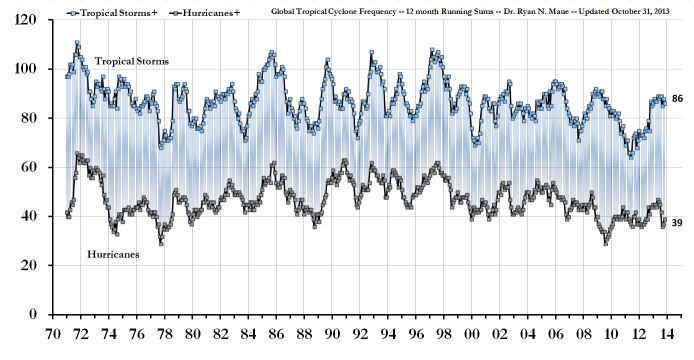 Tropical Storms+ Hurricanes+ Global Tropical Cyclone Frequency -- 12 month Running Sums -- Dr. Ryan N. Maue -- Updated October 31, 2013
120
Tropical Storms
100
86
80
60
40
39
Hurricanes
20
0
70 72 74 76 78 80 82 84 86 88 90 92 94 96 98 00 02 04 06 08 10 12 14